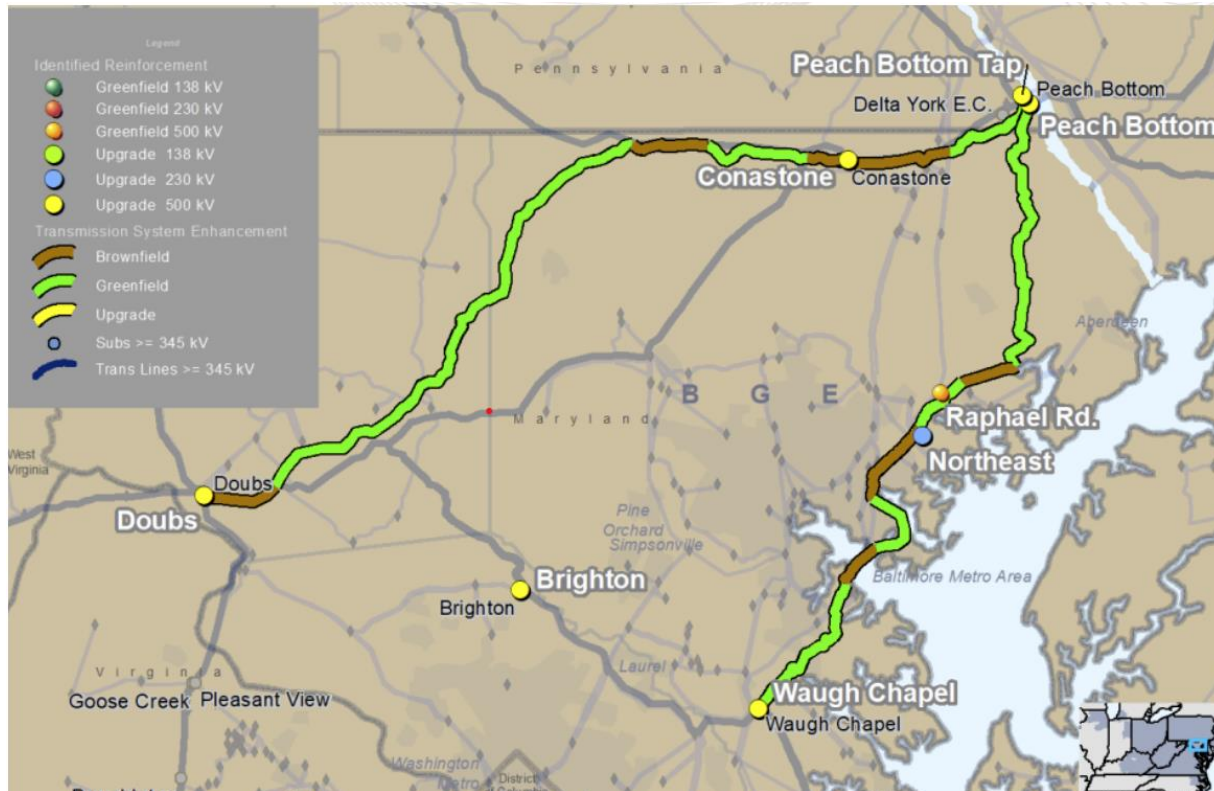 Legend
Identified Reinforcement
Greenfield 138 kV
Greenfield 230 kV
Greenfield 500 kV
Upgrade 138 kV
Upgrade 230 kV
Upgrade 500 kV
Transmission System Enhancement
Brownfield
Greenfield
Upgrade
Subs >= 345 kV
Trans Lines >= 345 kV
Pennsylvania
Peach Bottom Tap
Peach Bottom
Delta York E.C.
Peach Bottom
Conastone
Conastone
Aberdeen
B G E
Maryland
Raphael Rd.
Northeast
West
Virginia
Doubs
Doubs
Pine
Orchard
Simpsonville
Baltimore Metro Area
Brighton
Brighton
Laurel
Virginia
Goose Creek
Pleasant View
Waugh Chapel
Waugh Chapel
Washington
Metro
District